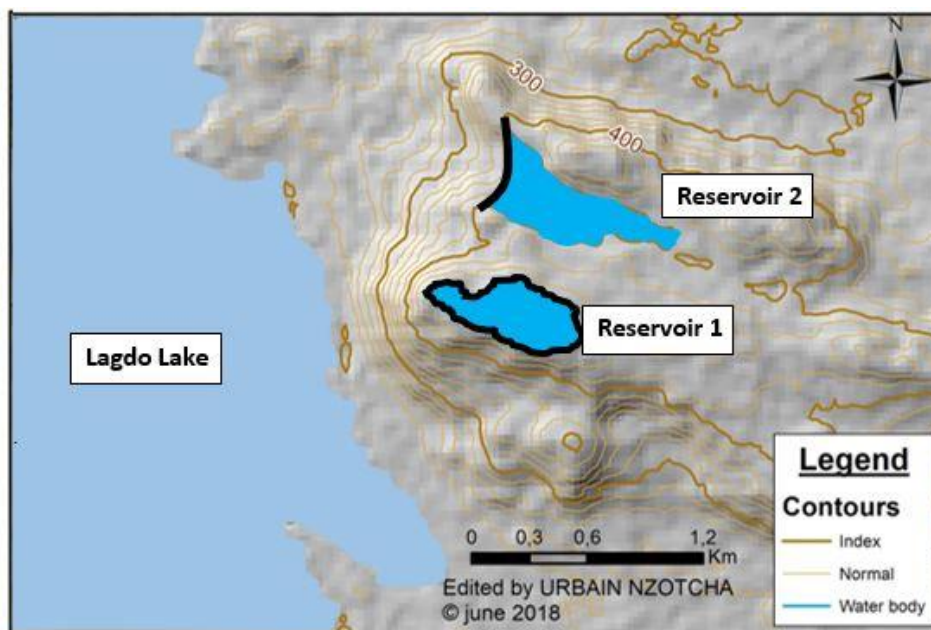 N
300
400
Reservoir 2
Reservoir 1
Lagdo Lake
Legend
Contours
Index
Normal
Water body
0 0,3 0,6 1,2
Km
Edited by URBAIN NZOTCHA
© june 2018